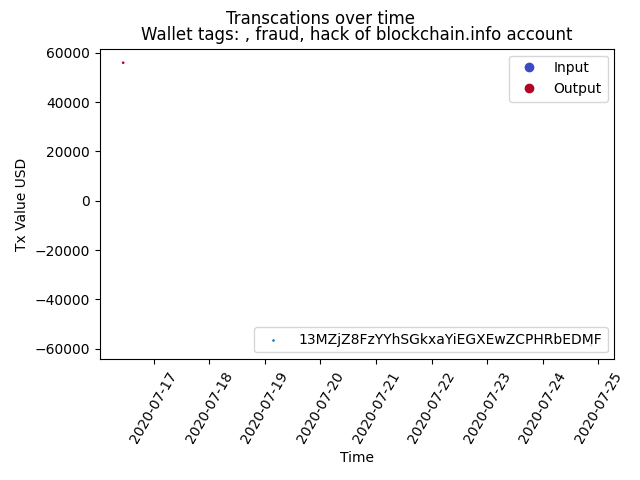 Transcations over time
Wallet tags: , fraud, hack of blockchain.info account
60000
40000
20000
0
−20000
−40000
−60000
Tx Value USD
Input
Output
13MZjZ8FzYYhSGkxaYiEGXEwZCPHRbEDMF
2020-07-17
2020-07-18
2020-07-19
2020-07-20
2020-07-21
2020-07-22
2020-07-23
2020-07-24
2020-07-25
Time